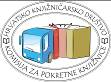 HRVATSKO KNJIŽNIČARSKO DRUŠTVO
KOMISIJA ZA POKRETNE KNJIŽNICE